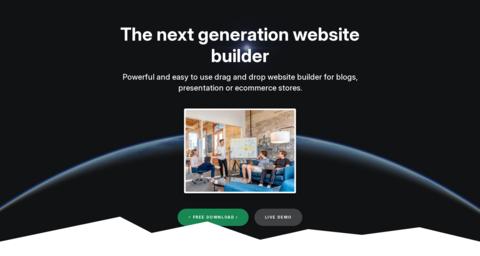 The next generation website
builder
Powerful and easy to use drag and drop website builder for blogs,
presentation or ecommerce stores.
FREE DOWNLOAD
LIVE DEMO